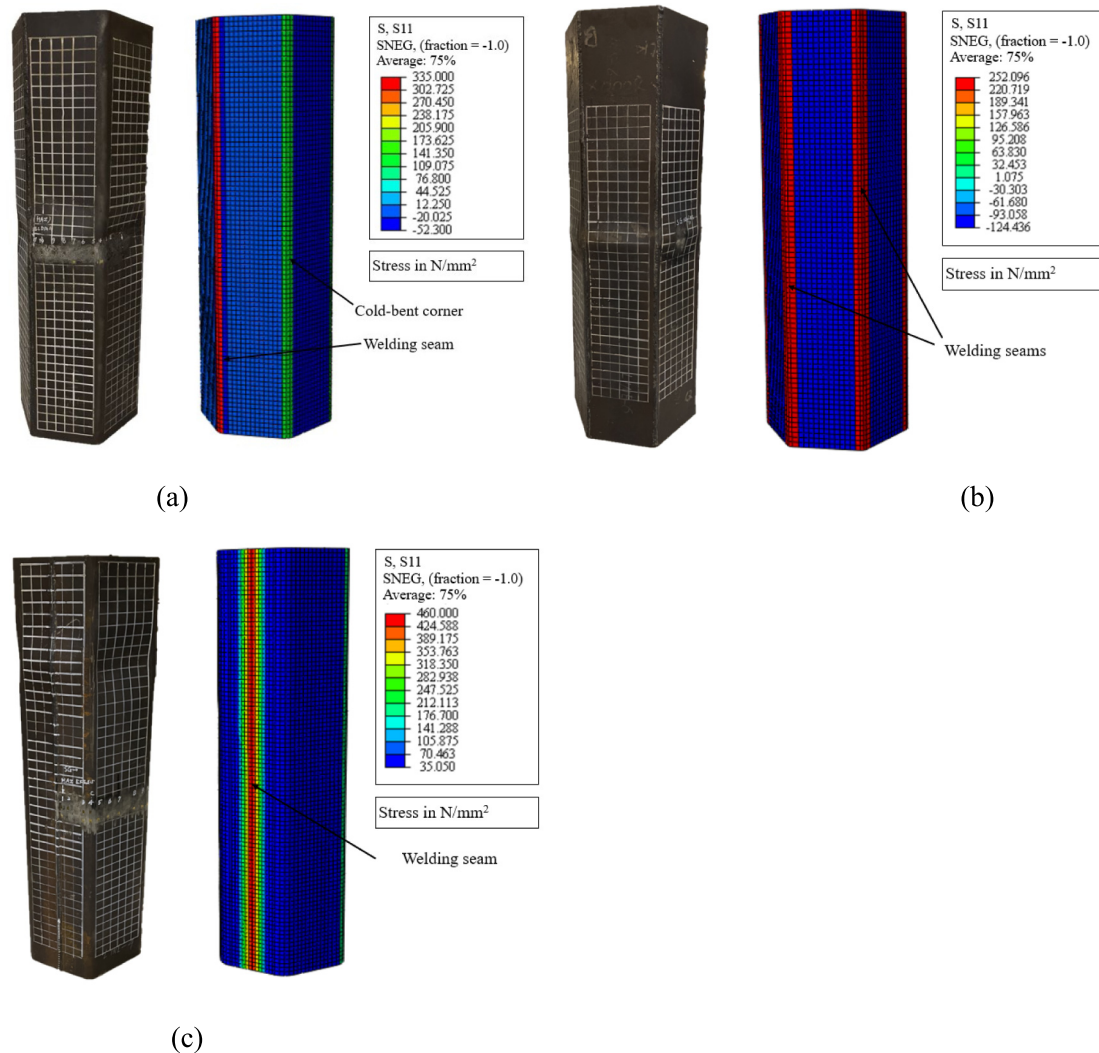 S, S11
SNEG, (fraction = -1.0)
Average: 75%
335.000
302.725
270.450
238.175
205.900
173.625
141.350
109.075
76.800
44.525
12.250
-20.025
-52.300
Stress in N/mm²
Cold-bent corner
Welding seam
(a)
S, S11
SNEG, (fraction = -1.0)
Average: 75%
252.096
220.719
189.341
157.963
126.586
95.208
63.830
32.453
1.075
-30.303
-61.680
-93.058
-124.436
Stress in N/mm²
Welding seams
(b)
S, S11
SNEG, (fraction = -1.0)
Average: 75%
460.000
424.588
389.175
353.763
318.350
282.938
247.525
212.113
176.700
141.288
105.875
70.463
35.050
Stress in N/mm²
Welding seam
(c)